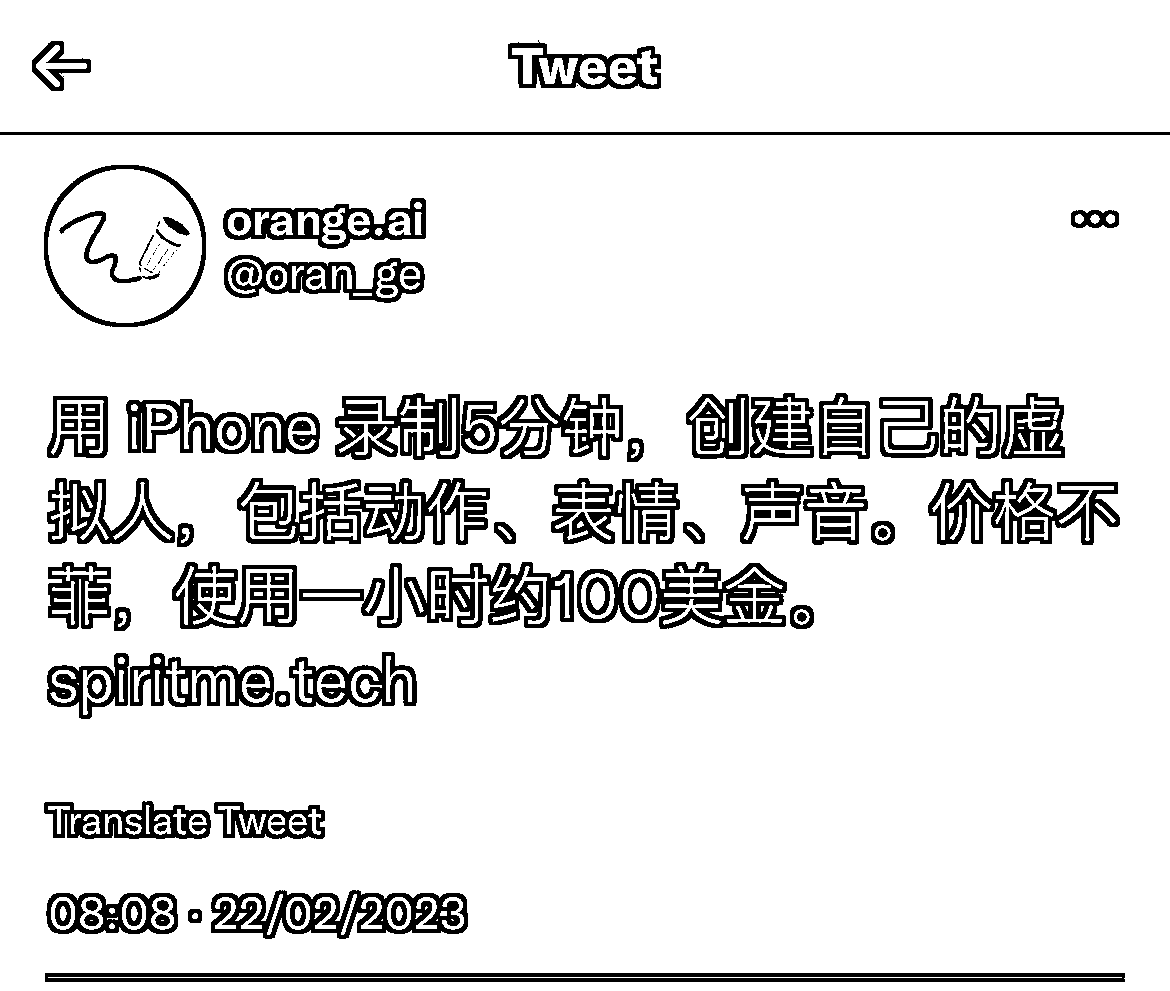 Tweet
orange.ai
@oran_ge
用 iPhone 录制5分钟，创建自己的虚
拟人，包括动作、表情、声音。价格不
菲，使用一小时约100美金。
spiritme.tech
Translate Tweet
08:08 · 22/02/2023